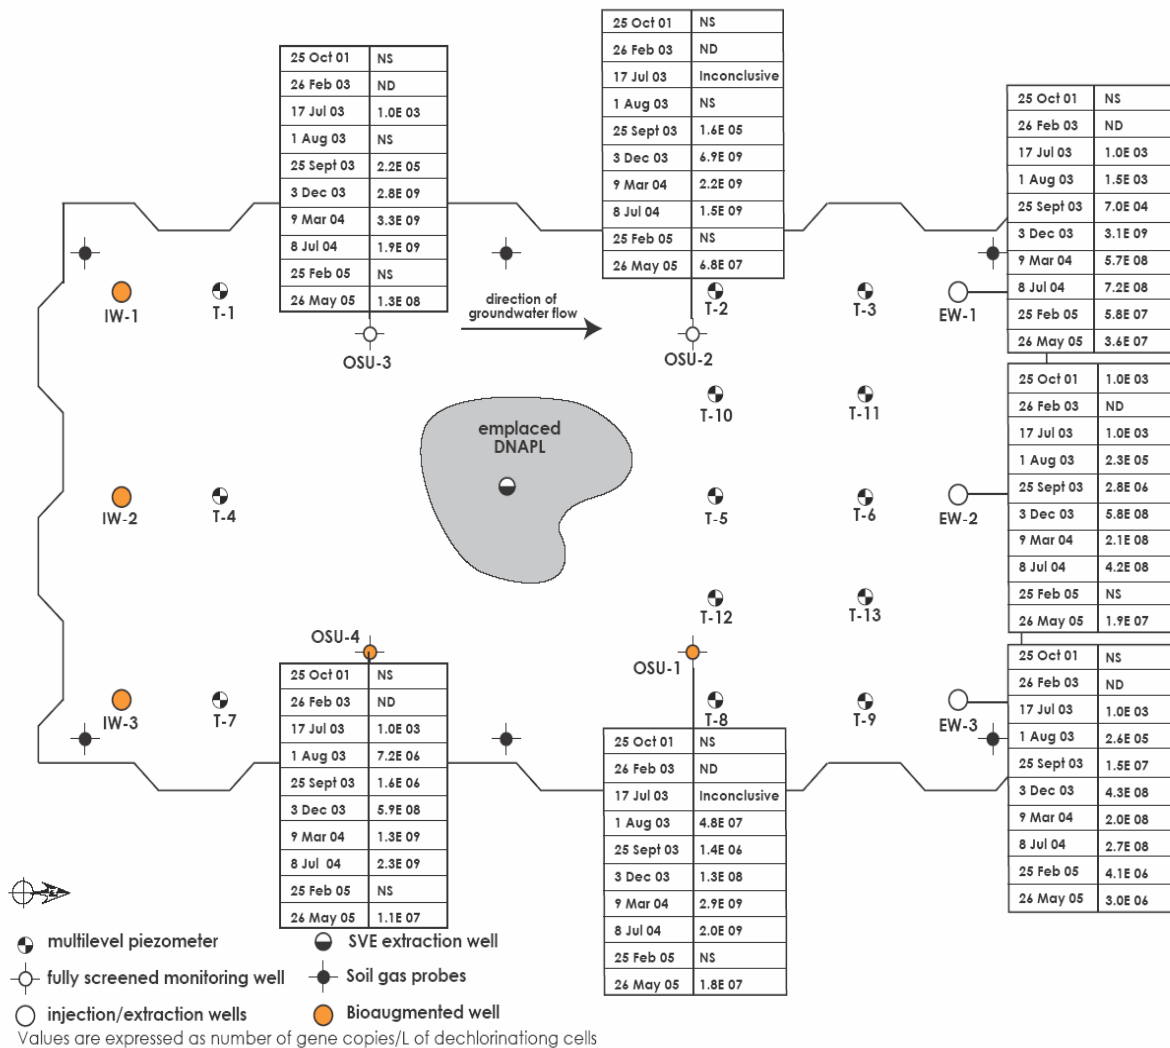 25 Oct 01 NS
26 Feb 03 ND
17 Jul 03 Inconclusive
1 Aug 03 NS
25 Sept 03 1.6E 05
3 Dec 03 6.9E 09
9 Mar 04 2.2E 09
8 Jul 04 1.5E 09
25 Feb 05 NS
26 May 05 6.8E 07
25 Oct 01 NS
26 Feb 03 ND
17 Jul 03 1.0E 03
1 Aug 03 NS
25 Sept 03 2.2E 05
3 Dec 03 2.8E 09
9 Mar 04 3.3E 09
8 Jul 04 1.9E 09
25 Feb 05 NS
26 May 05 1.3E 08
25 Oct 01 NS
26 Feb 03 ND
17 Jul 03 1.0E 03
1 Aug 03 1.5E 03
25 Sept 03 7.0E 04
3 Dec 03 3.1E 09
9 Mar 04 5.7E 08
8 Jul 04 7.2E 08
25 Feb 05 5.8E 07
26 May 05 3.6E 07
IW-1
T-1
direction of
groundwater flow
T-2
T-3
EW-1
OSU-3
OSU-2
25 Oct 01 1.0E 03
26 Feb 03 ND
17 Jul 03 1.0E 03
1 Aug 03 2.3E 05
25 Sept 03 2.8E 06
3 Dec 03 5.8E 08
9 Mar 04 2.1E 08
8 Jul 04 4.2E 08
25 Feb 05 NS
26 May 05 1.9E 07
T-10
T-11
emplaced
DNAPL
IW-2
T-4
T-5
T-6
EW-2
T-12
T-13
OSU-4
OSU-1
25 Oct 01 NS
26 Feb 03 ND
17 Jul 03 1.0E 03
1 Aug 03 2.6E 05
25 Sept 03 1.5E 07
3 Dec 03 4.3E 08
9 Mar 04 2.0E 08
8 Jul 04 2.7E 08
25 Feb 05 4.1E 06
26 May 05 3.0E 06
25 Oct 01 NS
26 Feb 03 ND
17 Jul 03 1.0E 03
1 Aug 03 7.2E 06
25 Sept 03 1.6E 06
3 Dec 03 5.9E 08
9 Mar 04 1.3E 09
8 Jul 04 2.3E 09
25 Feb 05 NS
26 May 05 1.1E 07
IW-3
T-7
T-8
T-9
EW-3
25 Oct 01 NS
26 Feb 03 ND
17 Jul 03 Inconclusive
1 Aug 03 4.8E 07
25 Sept 03 1.4E 06
3 Dec 03 1.3E 08
9 Mar 04 2.9E 09
8 Jul 04 2.0E 09
25 Feb 05 NS
26 May 05 1.8E 07
multilevel piezometer
SVE extraction well
fully screened monitoring well
Soil gas probes
injection/extraction wells
Bioaugmented well
Values are expressed as number of gene copies/L of dechlorinationg cells